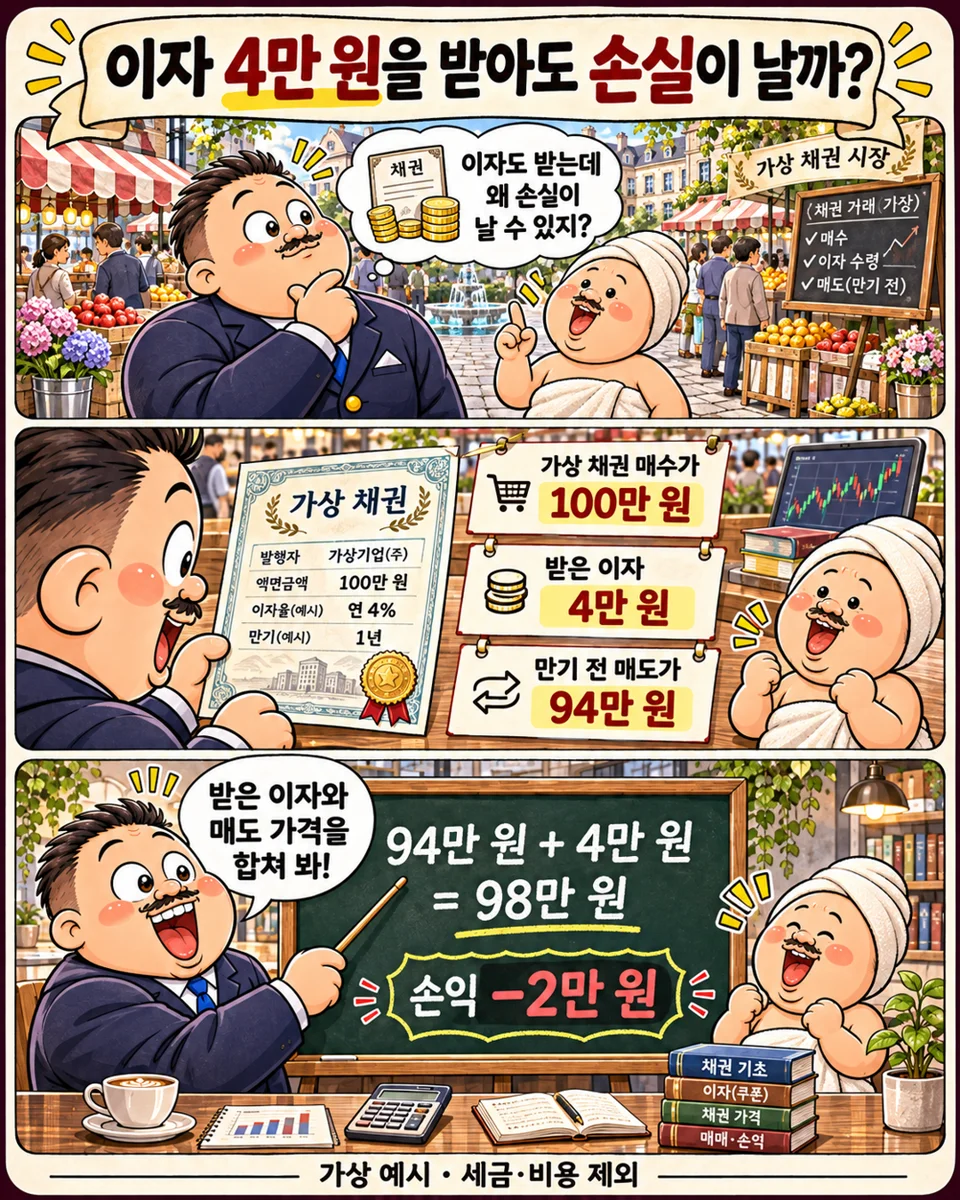 이자 4만 원을 받아도 손실이 날까?
채권
이자도 받는데
왜 손실이
날 수 있지?
가상 채권 시장
(채권 거래(가장)
✓ 매수
✓ 이자 수령
✓ 매도(만기 전)
가상 채권
발행자 가상기업(주)
액면금액 100만 원
이자율(예시) 연 4%
만기(예시) 1년
가상 채권 매수가
100만 원
받은 이자
4만 원
만기 전 매도가
94만 원
받은 이자와
매도 가격을
합쳐 봐!
94만 원 + 4만 원
= 98만 원
손익 -2만 원
채권 기초
이자(쿠폰)
채권 가격
매매·손역
가상 예시 · 세금·비용 제외